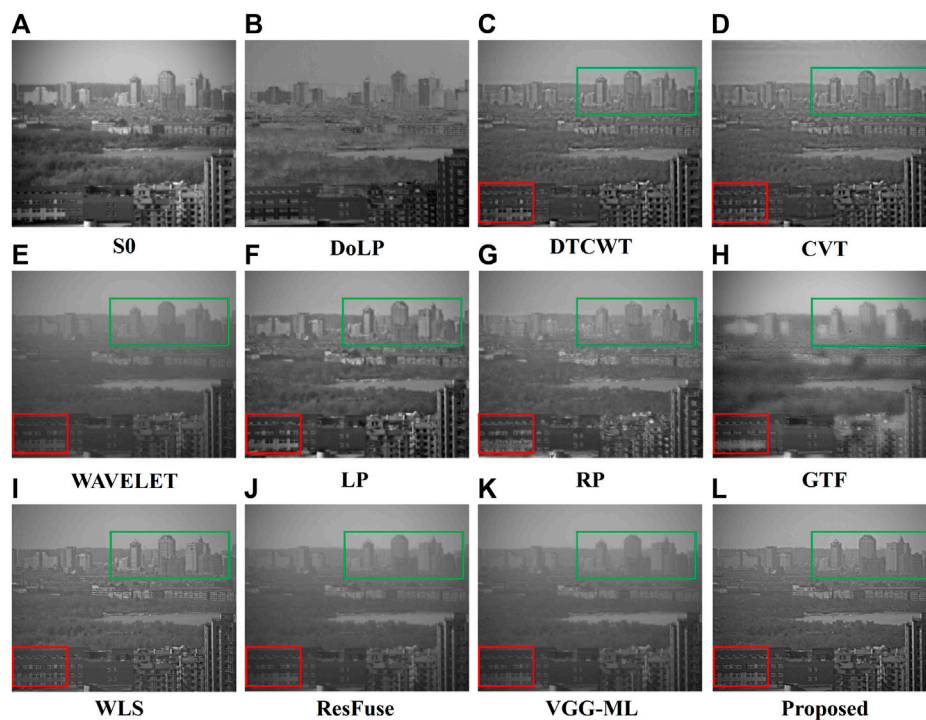 A B C D
S0 DoLP DTCWT CVT
E F G H
WAVELET LP RP GTF
I J K L
WLS ResFuse VGG-ML Proposed